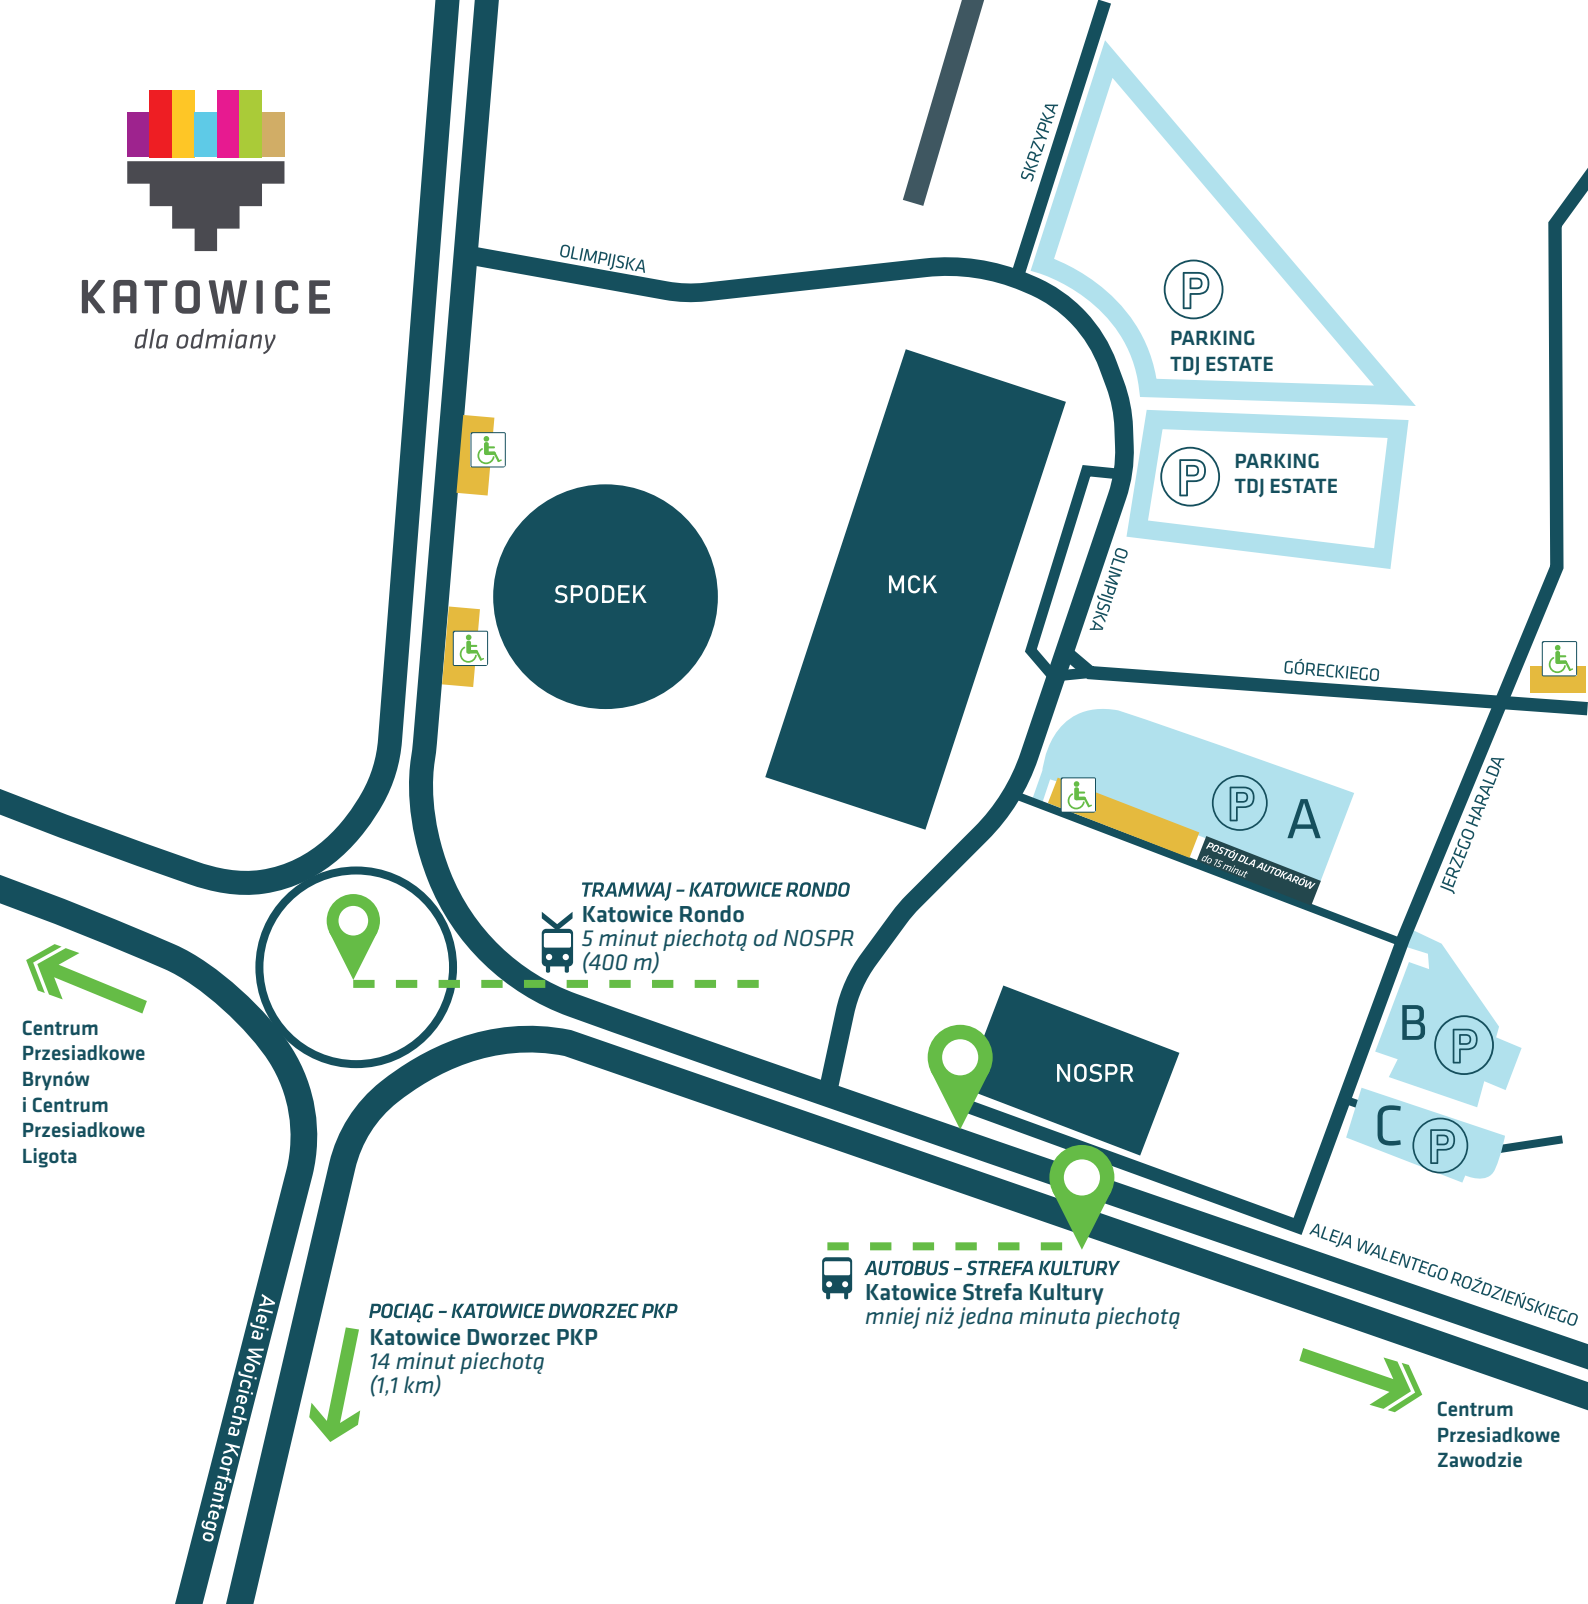 KATOWICE
dla odmiany
SKRZYPKA
OLIMPIJSKA
P
PARKING
TDJ ESTATE
P
PARKING
TDJ ESTATE
SPODEK
MCK
OLIMPIJSKA
GÓRECKIEGO
JERZEGO HARALDA
P
A
POSTÓJ DLA AUTOKARÓW
do 15 minut
TRAMWAJ – KATOWICE RONDO
Katowice Rondo
5 minut piechotą od NOSPR
(400 m)
Centrum
Przesiadkowe
Brynów
i Centrum
Przesiadkowe
Ligota
NOSPR
B
P
C
P
ALEJA WALENTEGO ROŹDZIEŃSKIEGO
AUTOBUS – STREFA KULTURY
Katowice Strefa Kultury
mniej niż jedna minuta piechotą
POCIĄG – KATOWICE DWORZEC PKP
Katowice Dworzec PKP
14 minut piechotą
(1,1 km)
Aleja Wojciecha Korfantego
Centrum
Przesiadkowe
Zawodzie